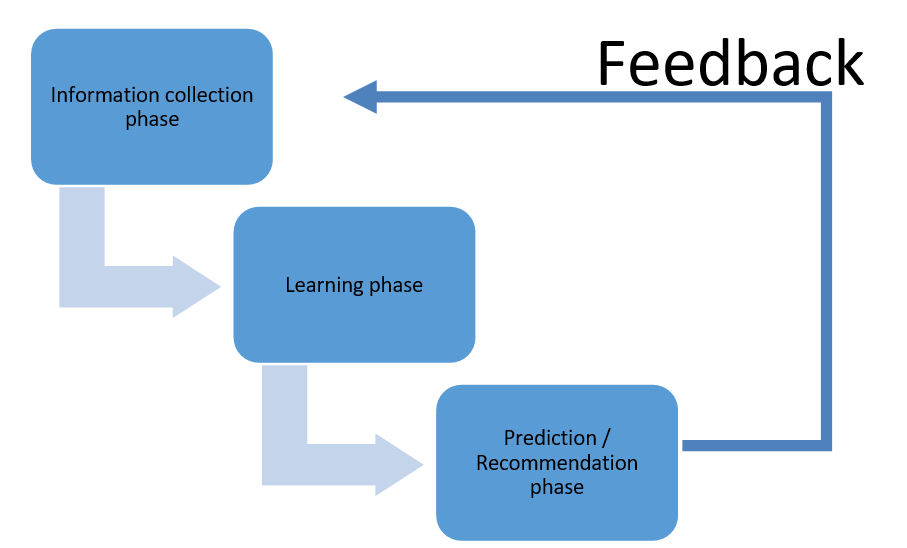 Feedback
Information collection
phase
Learning phase
Prediction /
Recommendation
phase